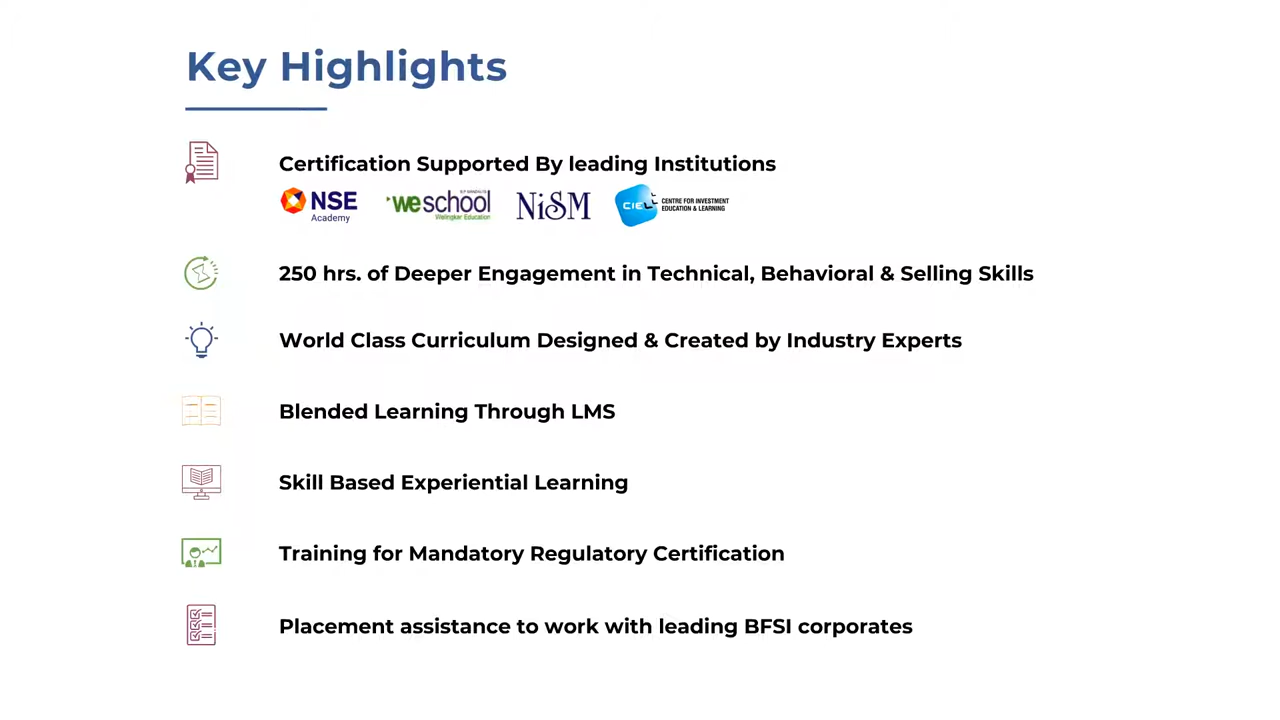 Key Highlights
Certification Supported By leading Institutions
NSE
Academy
weschool
Welingkar Education
NiSM
CIEL
CENTRE FOR INVESTMENT
EDUCATION & LEARNING
250 hrs. of Deeper Engagement in Technical, Behavioral & Selling Skills
World Class Curriculum Designed & Created by Industry Experts
Blended Learning Through LMS
Skill Based Experiential Learning
Training for Mandatory Regulatory Certification
Placement assistance to work with leading BFSI corporates